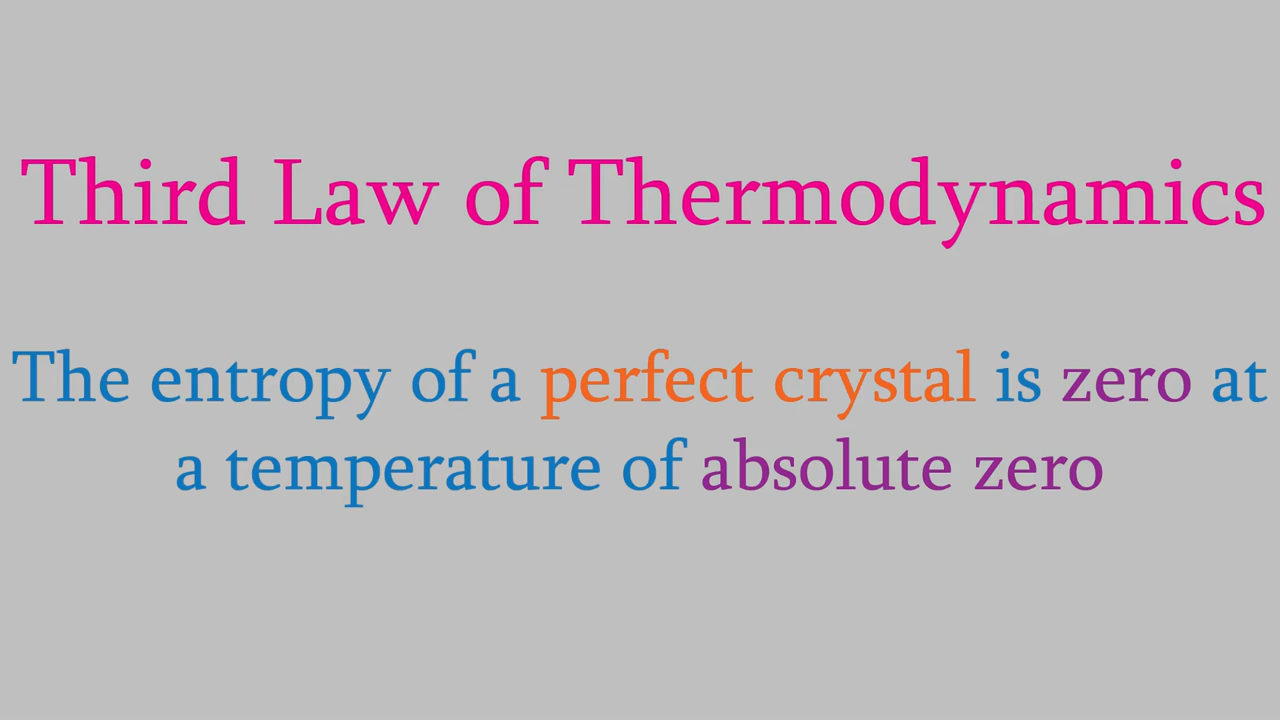 Third Law of Thermodynamics
The entropy of a perfect crystal is zero at
a temperature of absolute zero